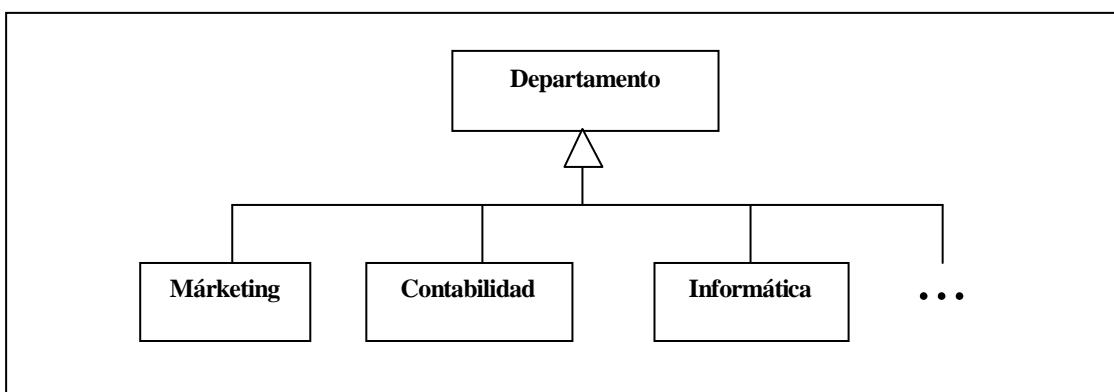 Departamento
Márketing
Contabilidad
Informática
...